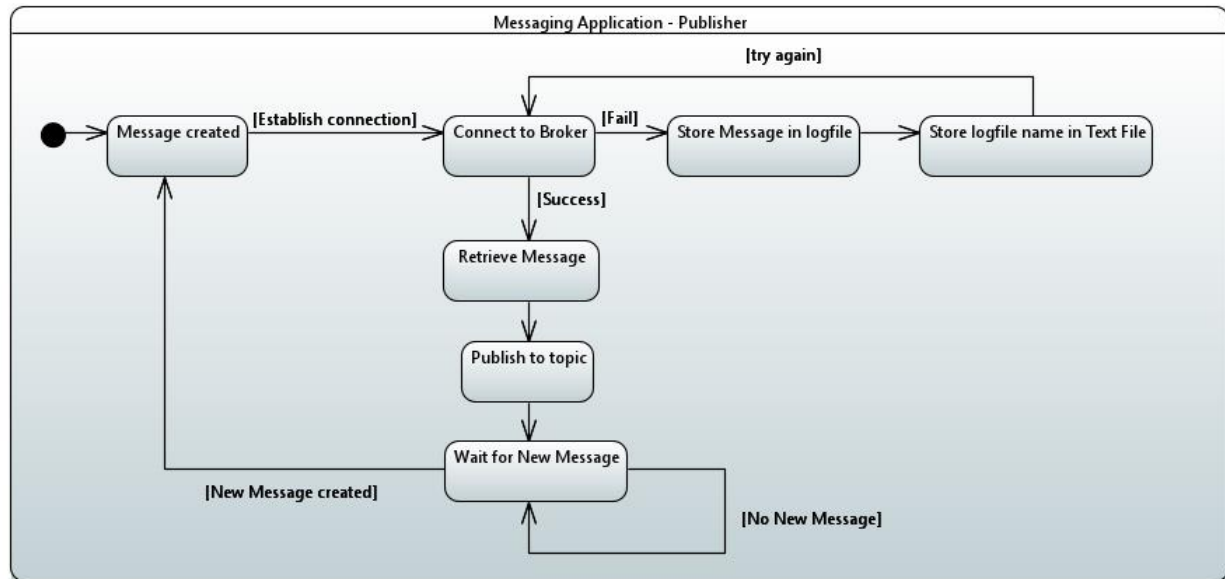 Messaging Application - Publisher
[try again]
[Establish connection]
[Fail]
Message created
Connect to Broker
Store Message in logfile
Store logfile name in Text File
[Success]
Retrieve Message
Publish to topic
Wait for New Message
[New Message created]
[No New Message]